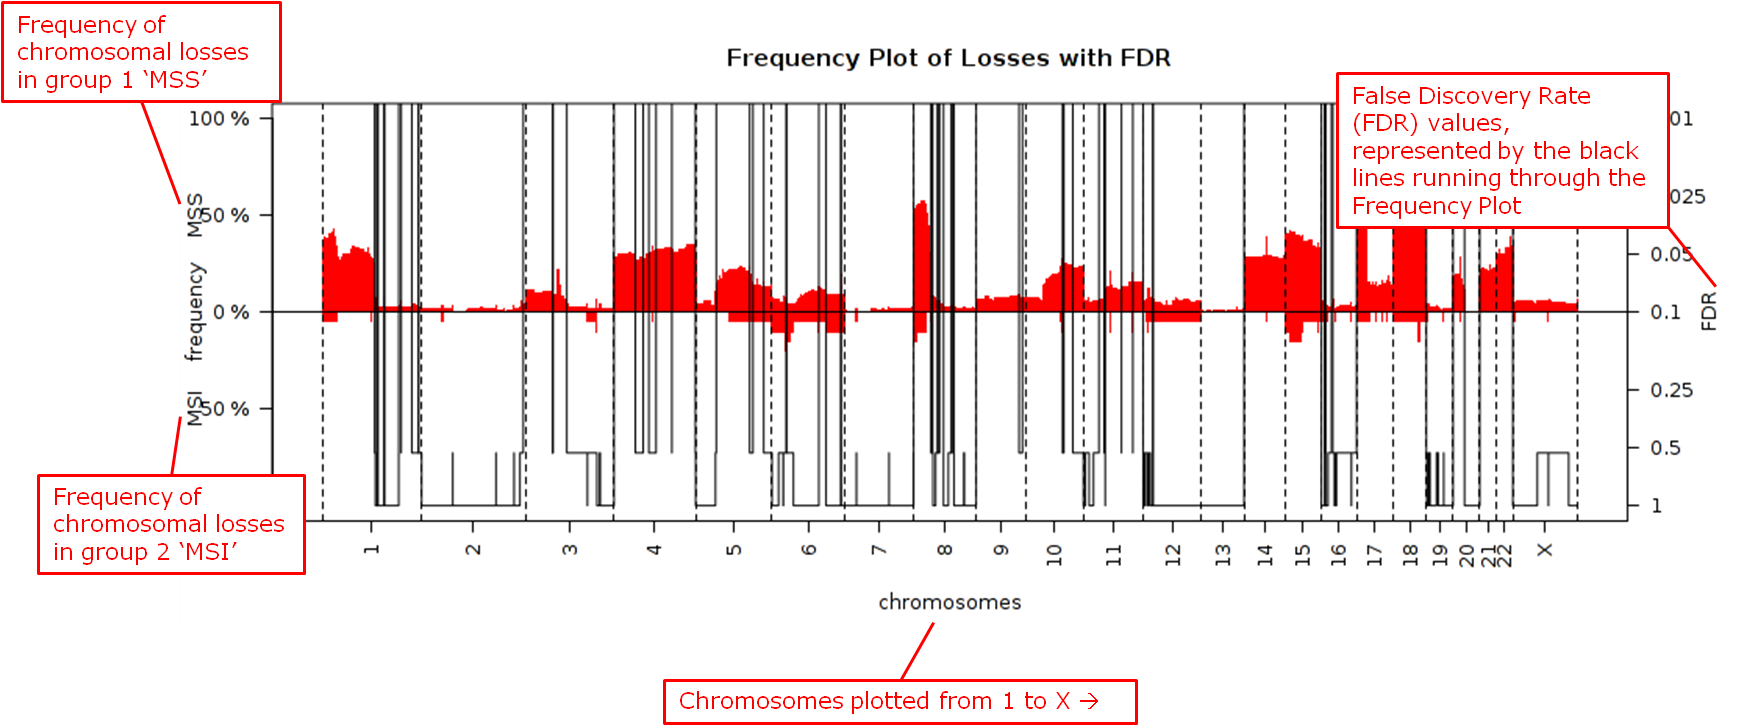 Frequency of
chromosomal losses
in group 1 ‘MSS’
Frequency Plot of Losses with FDR
False Discovery Rate
(FDR) values,
represented by the black
lines running through the
Frequency Plot
100 %
50 %
0 %
50 %
MSI frequency MSS
01
025
0.05
0.1
0.25
0.5
1
FDR
Frequency of
chromosomal losses
in group 2 ‘MSI’
1 2 3 4 5 6 7 8 9 10 11 12 13 14 15 16 17 18 19 20 21 22 X
chromosomes
Chromosomes plotted from 1 to X →